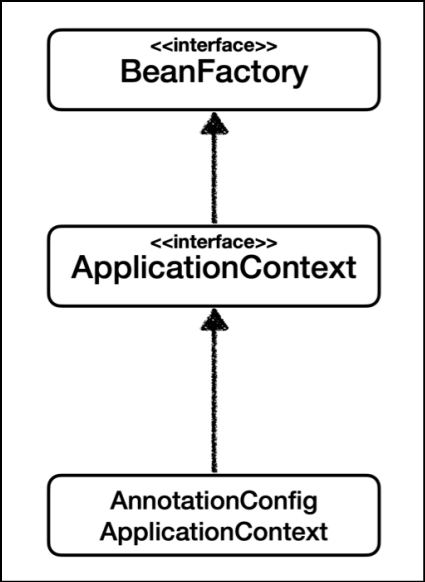 <<interface>>
BeanFactory
<<interface>>
ApplicationContext
AnnotationConfig
ApplicationContext